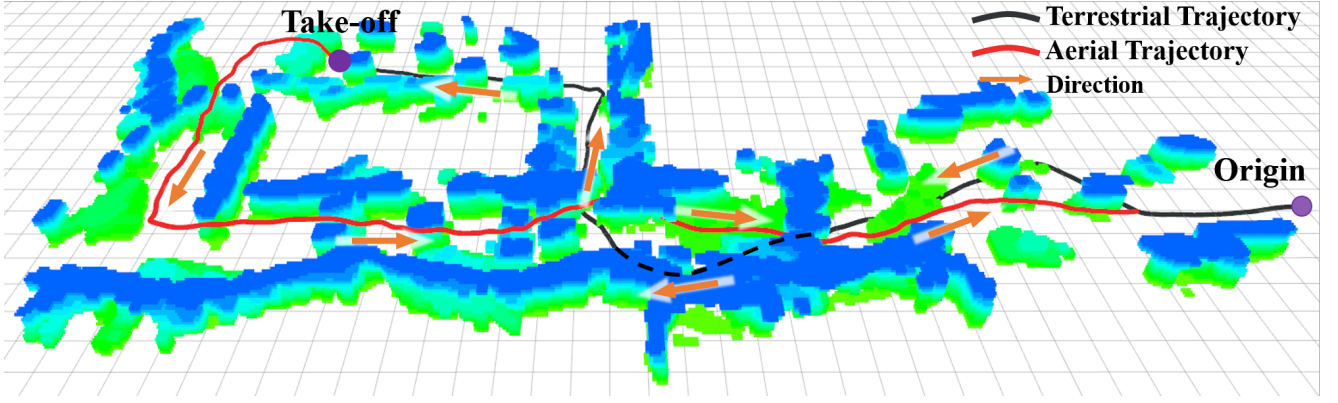 Take-off
Terrestrial Trajectory
Aerial Trajectory
Direction
Origin